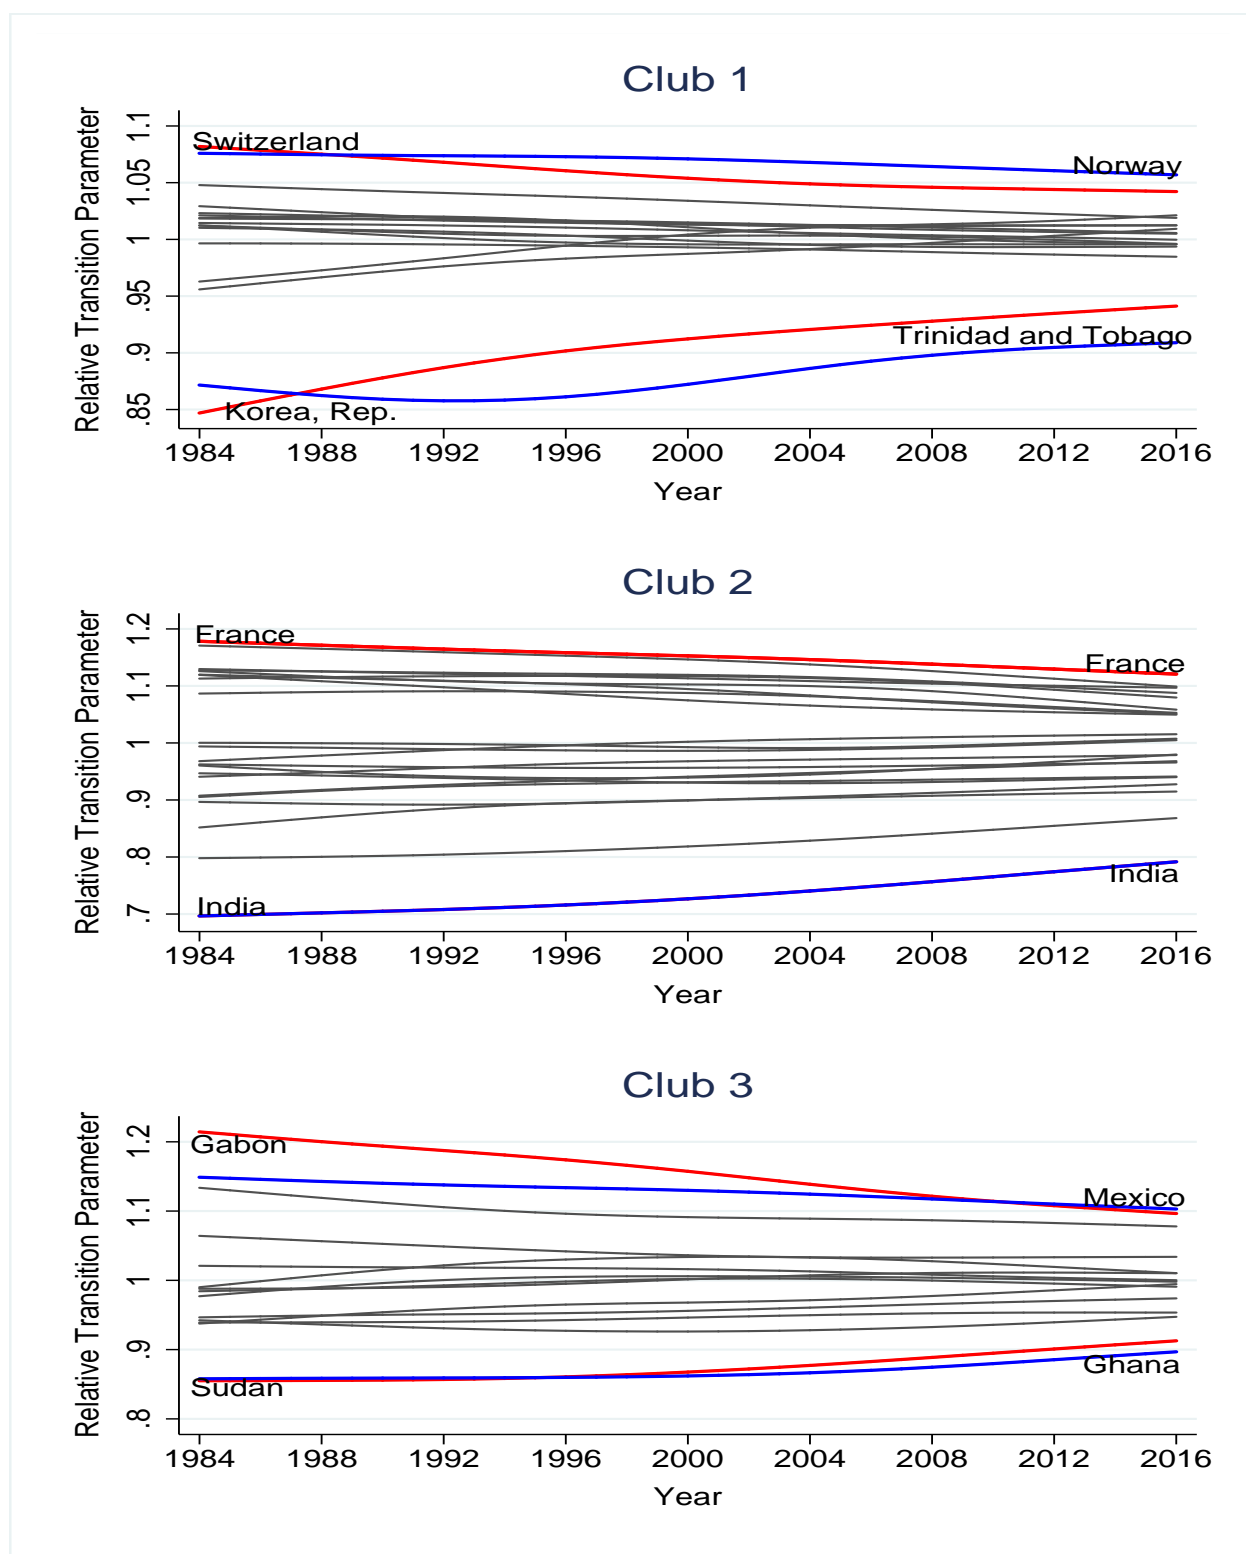 Club 1
Relative Transition Parameter
1.1
1.05
1
.95
.9
.85
Switzerland
Norway
Trinidad and Tobago
Korea, Rep.
1984 1988 1992 1996 2000 2004 2008 2012 2016
Year
Club 2
Relative Transition Parameter
1.2
1.1
1
.9
.8
.7
France
France
India
India
1984 1988 1992 1996 2000 2004 2008 2012 2016
Year
Club 3
Relative Transition Parameter
1.2
1.1
1
.9
.8
Gabon
Mexico
Ghana
Sudan
1984 1988 1992 1996 2000 2004 2008 2012 2016
Year